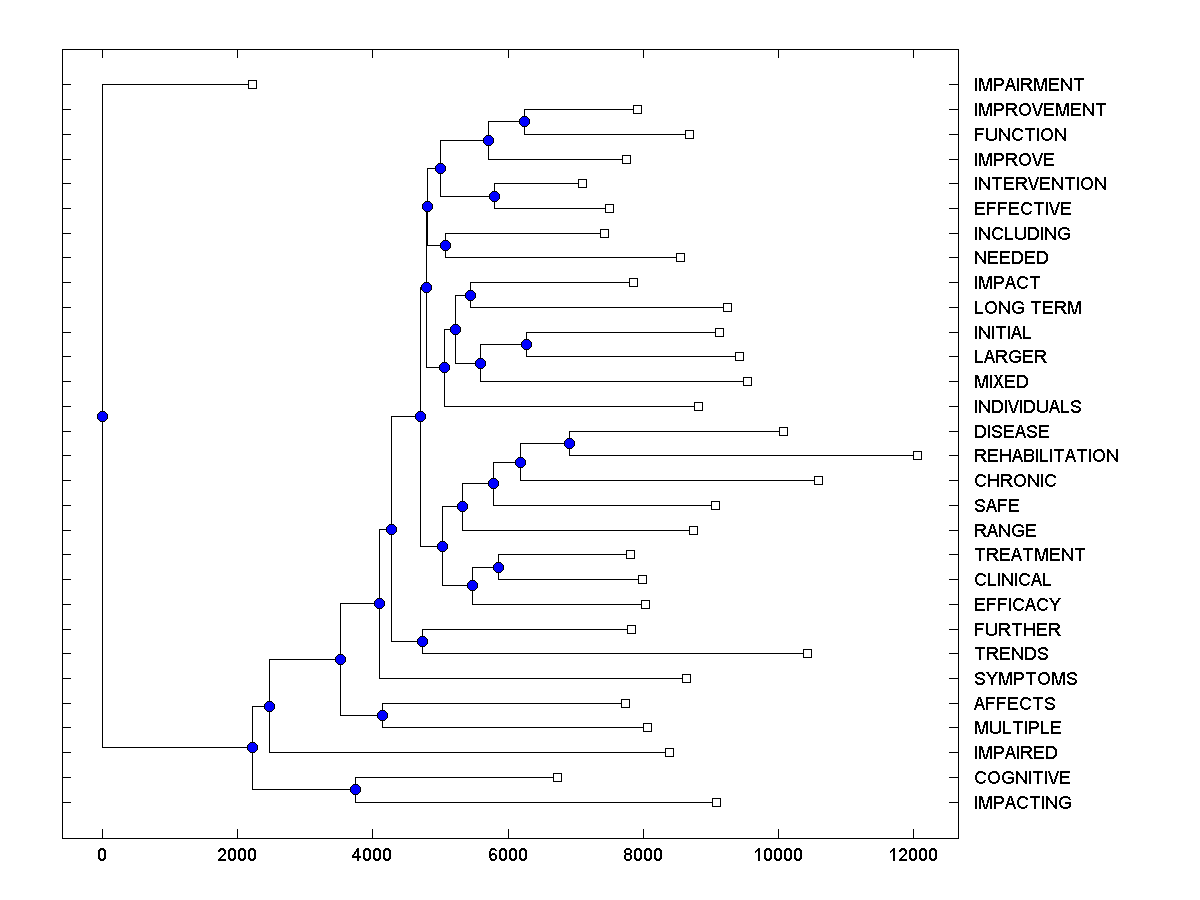 IMPAIRMENT
IMPROVEMENT
FUNCTION
IMPROVE
INTERVENTION
EFFECTIVE
INCLUDING
NEEDED
IMPACT
LONG TERM
INITIAL
LARGER
MIXED
INDIVIDUALS
DISEASE
REHABILITATION
CHRONIC
SAFE
RANGE
TREATMENT
CLINICAL
EFFICACY
FURTHER
TRENDS
SYMPTOMS
AFFECTS
MULTIPLE
IMPAIRED
COGNITIVE
IMPACTING
0 2000 4000 6000 8000 10000 12000